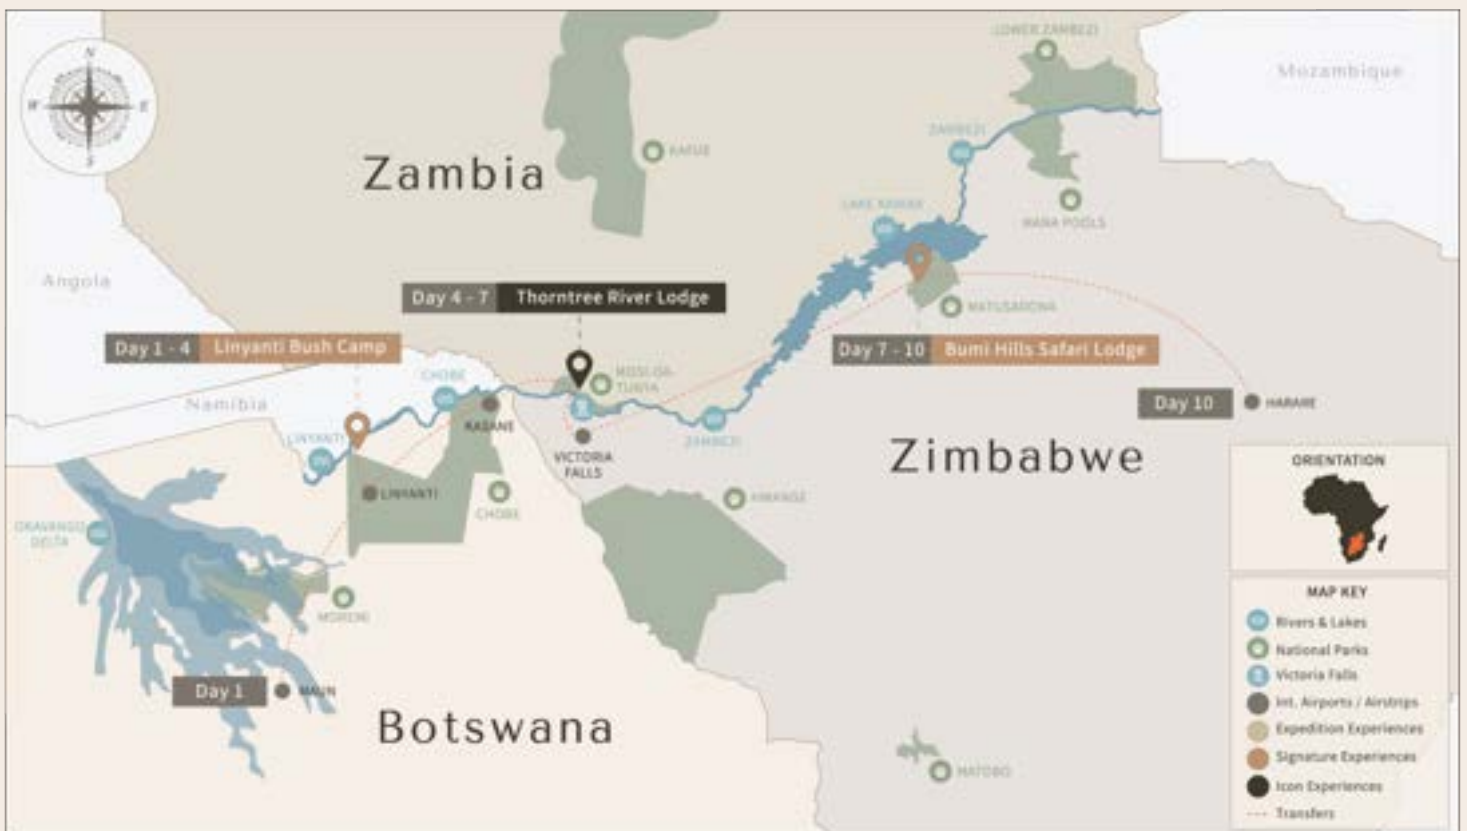 N
W
E
S
LOWER ZAMBEZI
Mozambique
ZAMBEZI
KAFUE
Zambia
LAKE KARIBA
MANA POOLS
Angola
Day 4 - 7 Thorntree River Lodge
MATUSADONA
Day 1 - 4 Linyanti Bush Camp
Day 7 - 10 Bumi Hills Safari Lodge
CHOBE
MOSI-OA-
TUNYA
Namibia
Day 10
HARARE
KASANE
LINYANTI
ZAMBEZI
VICTORIA
FALLS
Zimbabwe
ORIENTATION
LINYANTI
CHOBE
HWANGE
OKAVANGO
DELTA
MAP KEY
MOREMI
Rivers & Lakes
National Parks
Victoria Falls
Day 1
MAUN
Int. Airports / Airstrips
Botswana
Expedition Experiences
Signature Experiences
MATOBO
Icon Experiences
Transfers